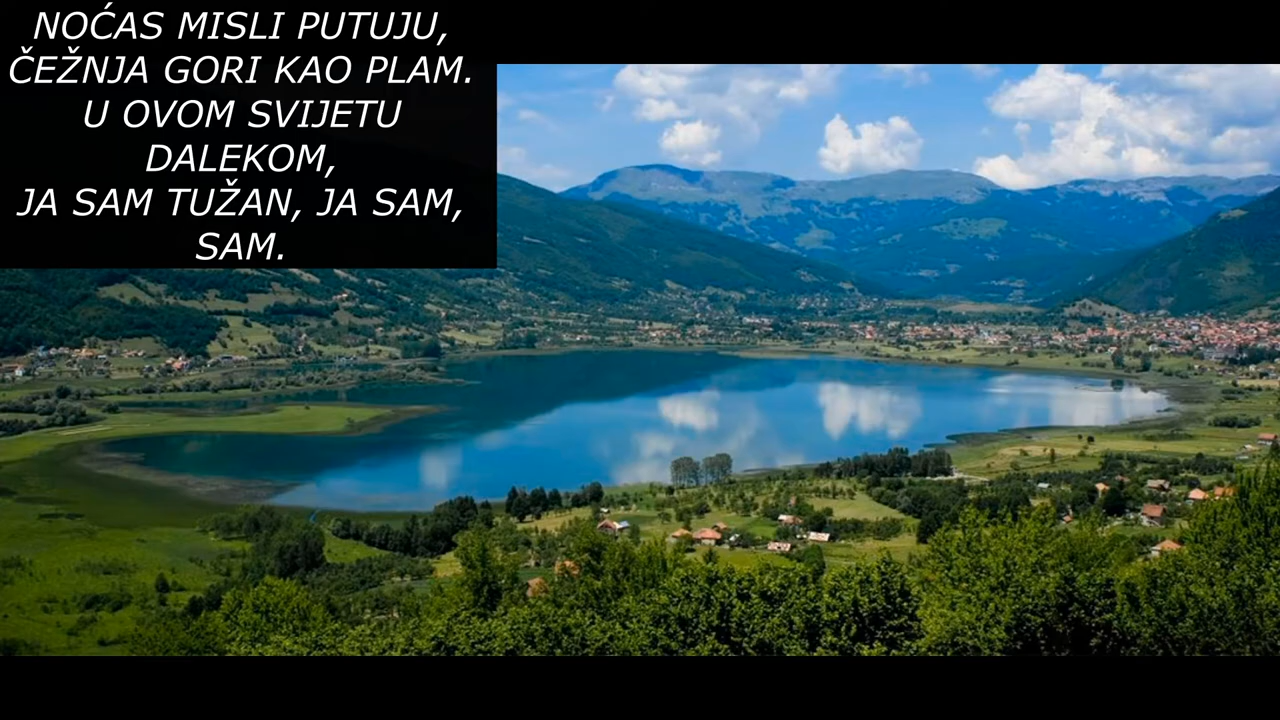 NOĆAS MISLI PUTUJU,
ČEŽNJA GORI KAO PLAM.
U OVOM SVIJETU
DALEKOM,
JA SAM TUŽAN, JA SAM,
SAM.